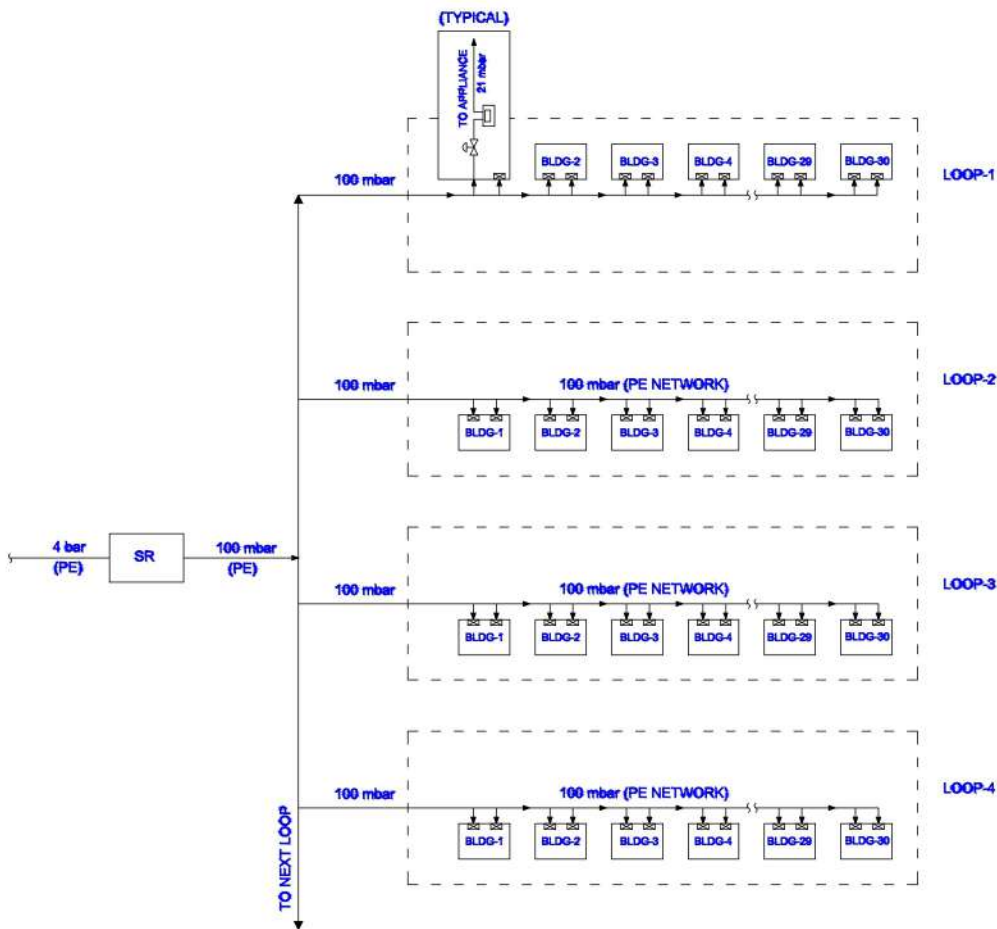 (TYPICAL)
TO APPLIANCE
21 mbar
100 mbar
BLDG-2
BLDG-3
BLDG-4
BLDG-29
BLDG-30
LOOP-1
100 mbar
100 mbar (PE NETWORK)
LOOP-2
BLDG-1
BLDG-2
BLDG-3
BLDG-4
BLDG-29
BLDG-30
4 bar
(PE)
SR
100 mbar
(PE)
100 mbar
100 mbar (PE NETWORK)
LOOP-3
BLDG-1
BLDG-2
BLDG-3
BLDG-4
BLDG-29
BLDG-30
100 mbar
100 mbar (PE NETWORK)
LOOP-4
BLDG-1
BLDG-2
BLDG-3
BLDG-4
BLDG-29
BLDG-30
TO NEXT LOOP